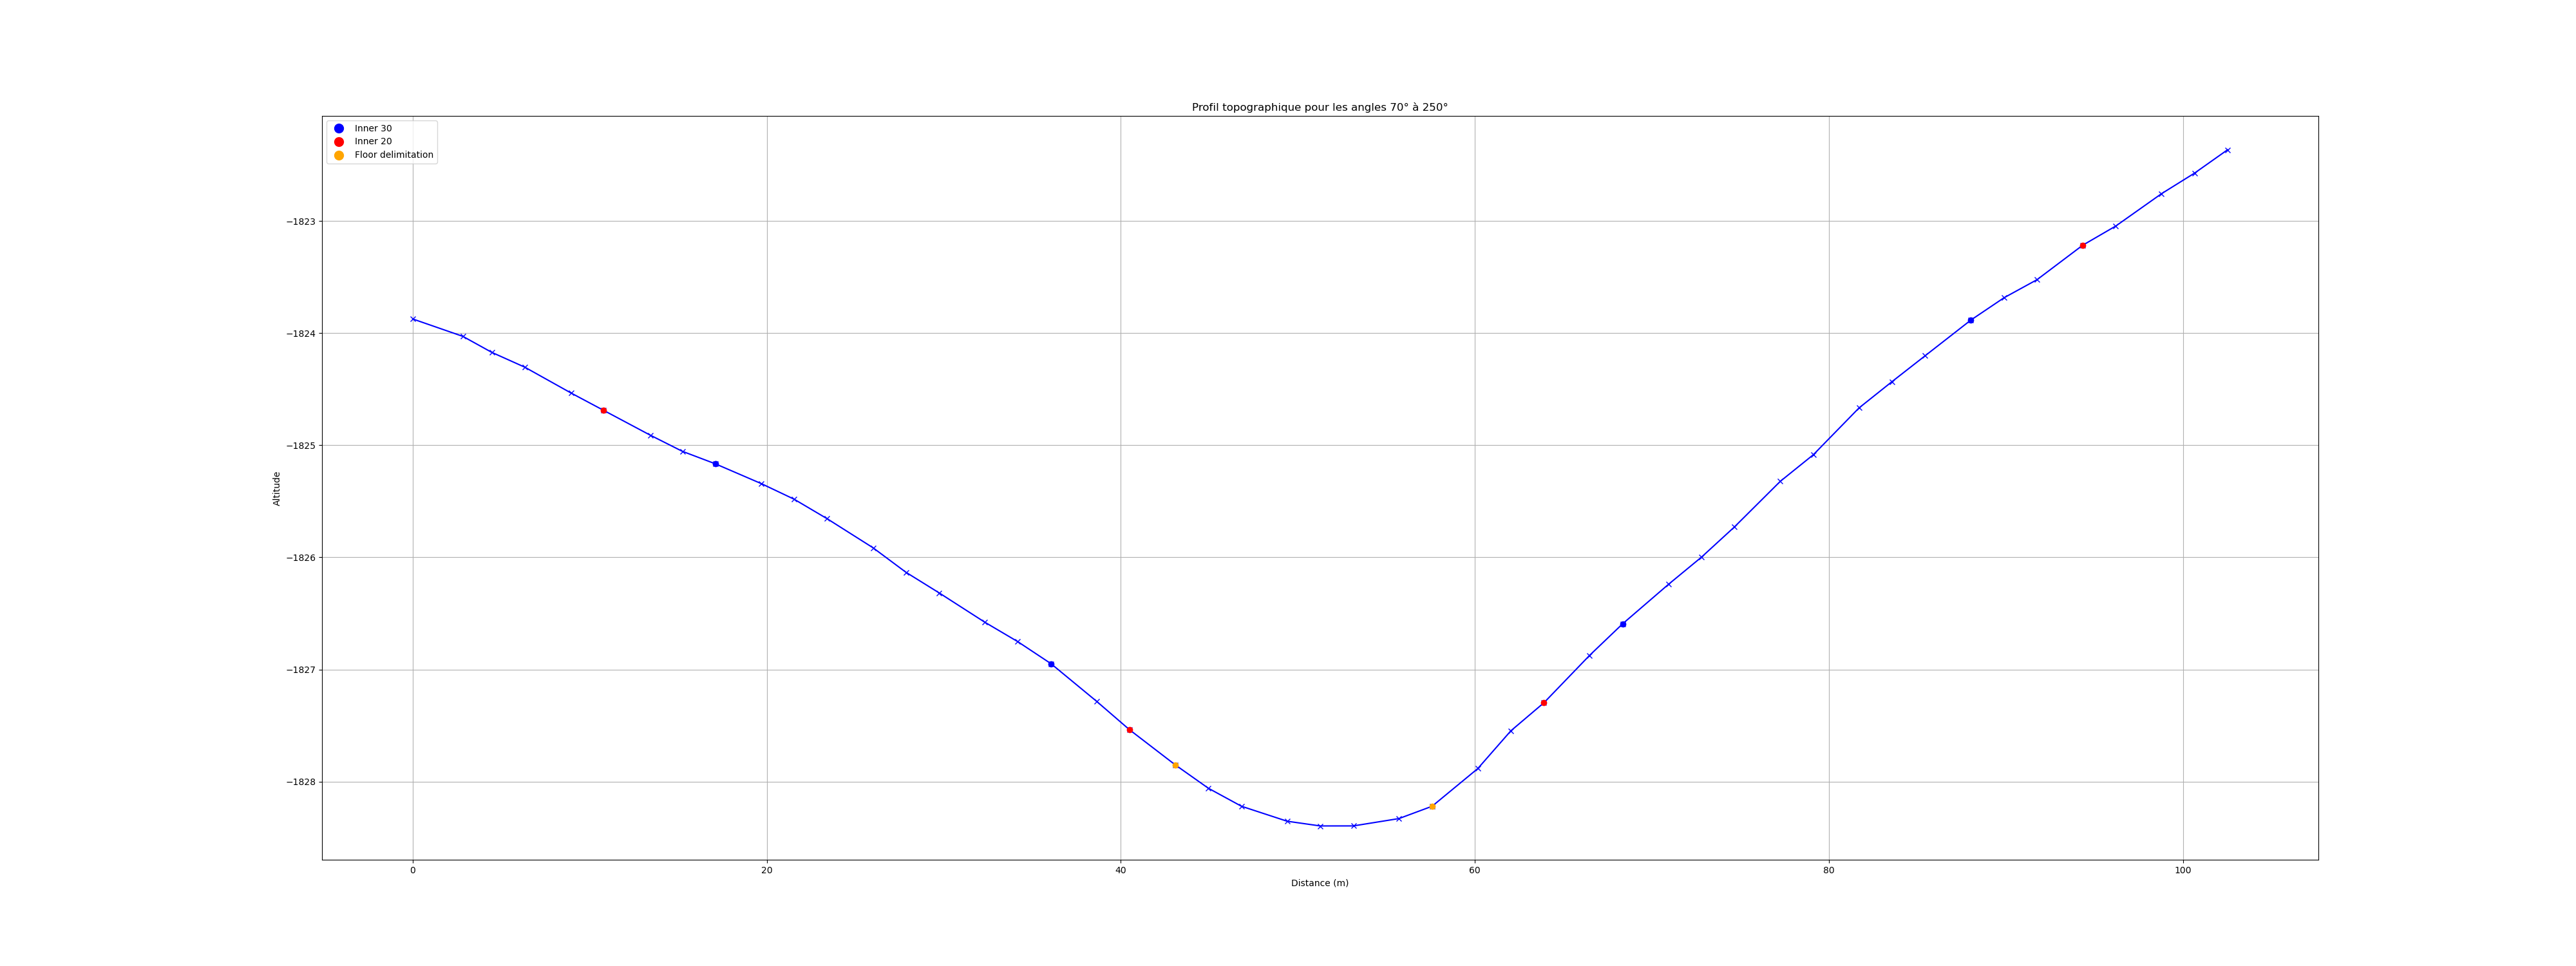 Profil topographique pour les angles 70° à 250°
Inner 30
Inner 20
Floor delimitation
−1823
−1824
−1825
−1826
−1827
−1828
Altitude
0 20 40 60 80 100
Distance (m)